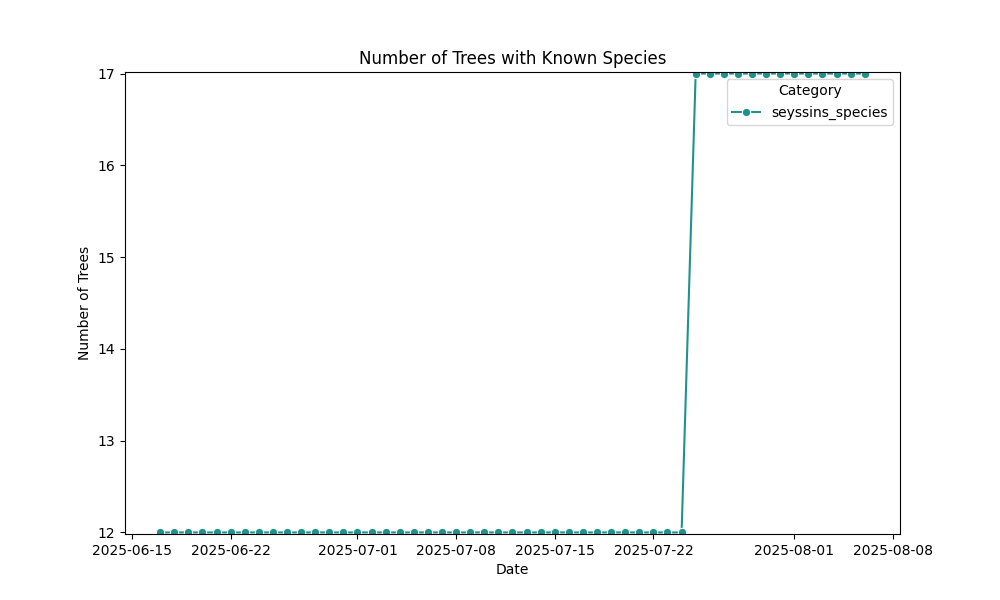 Number of Trees with Known Species
17
16
15
14
13
12
Number of Trees
Category
seyssins_species
2025-06-15
2025-06-22
2025-07-01
2025-07-08
2025-07-15
2025-07-22
2025-08-01
2025-08-08
Date